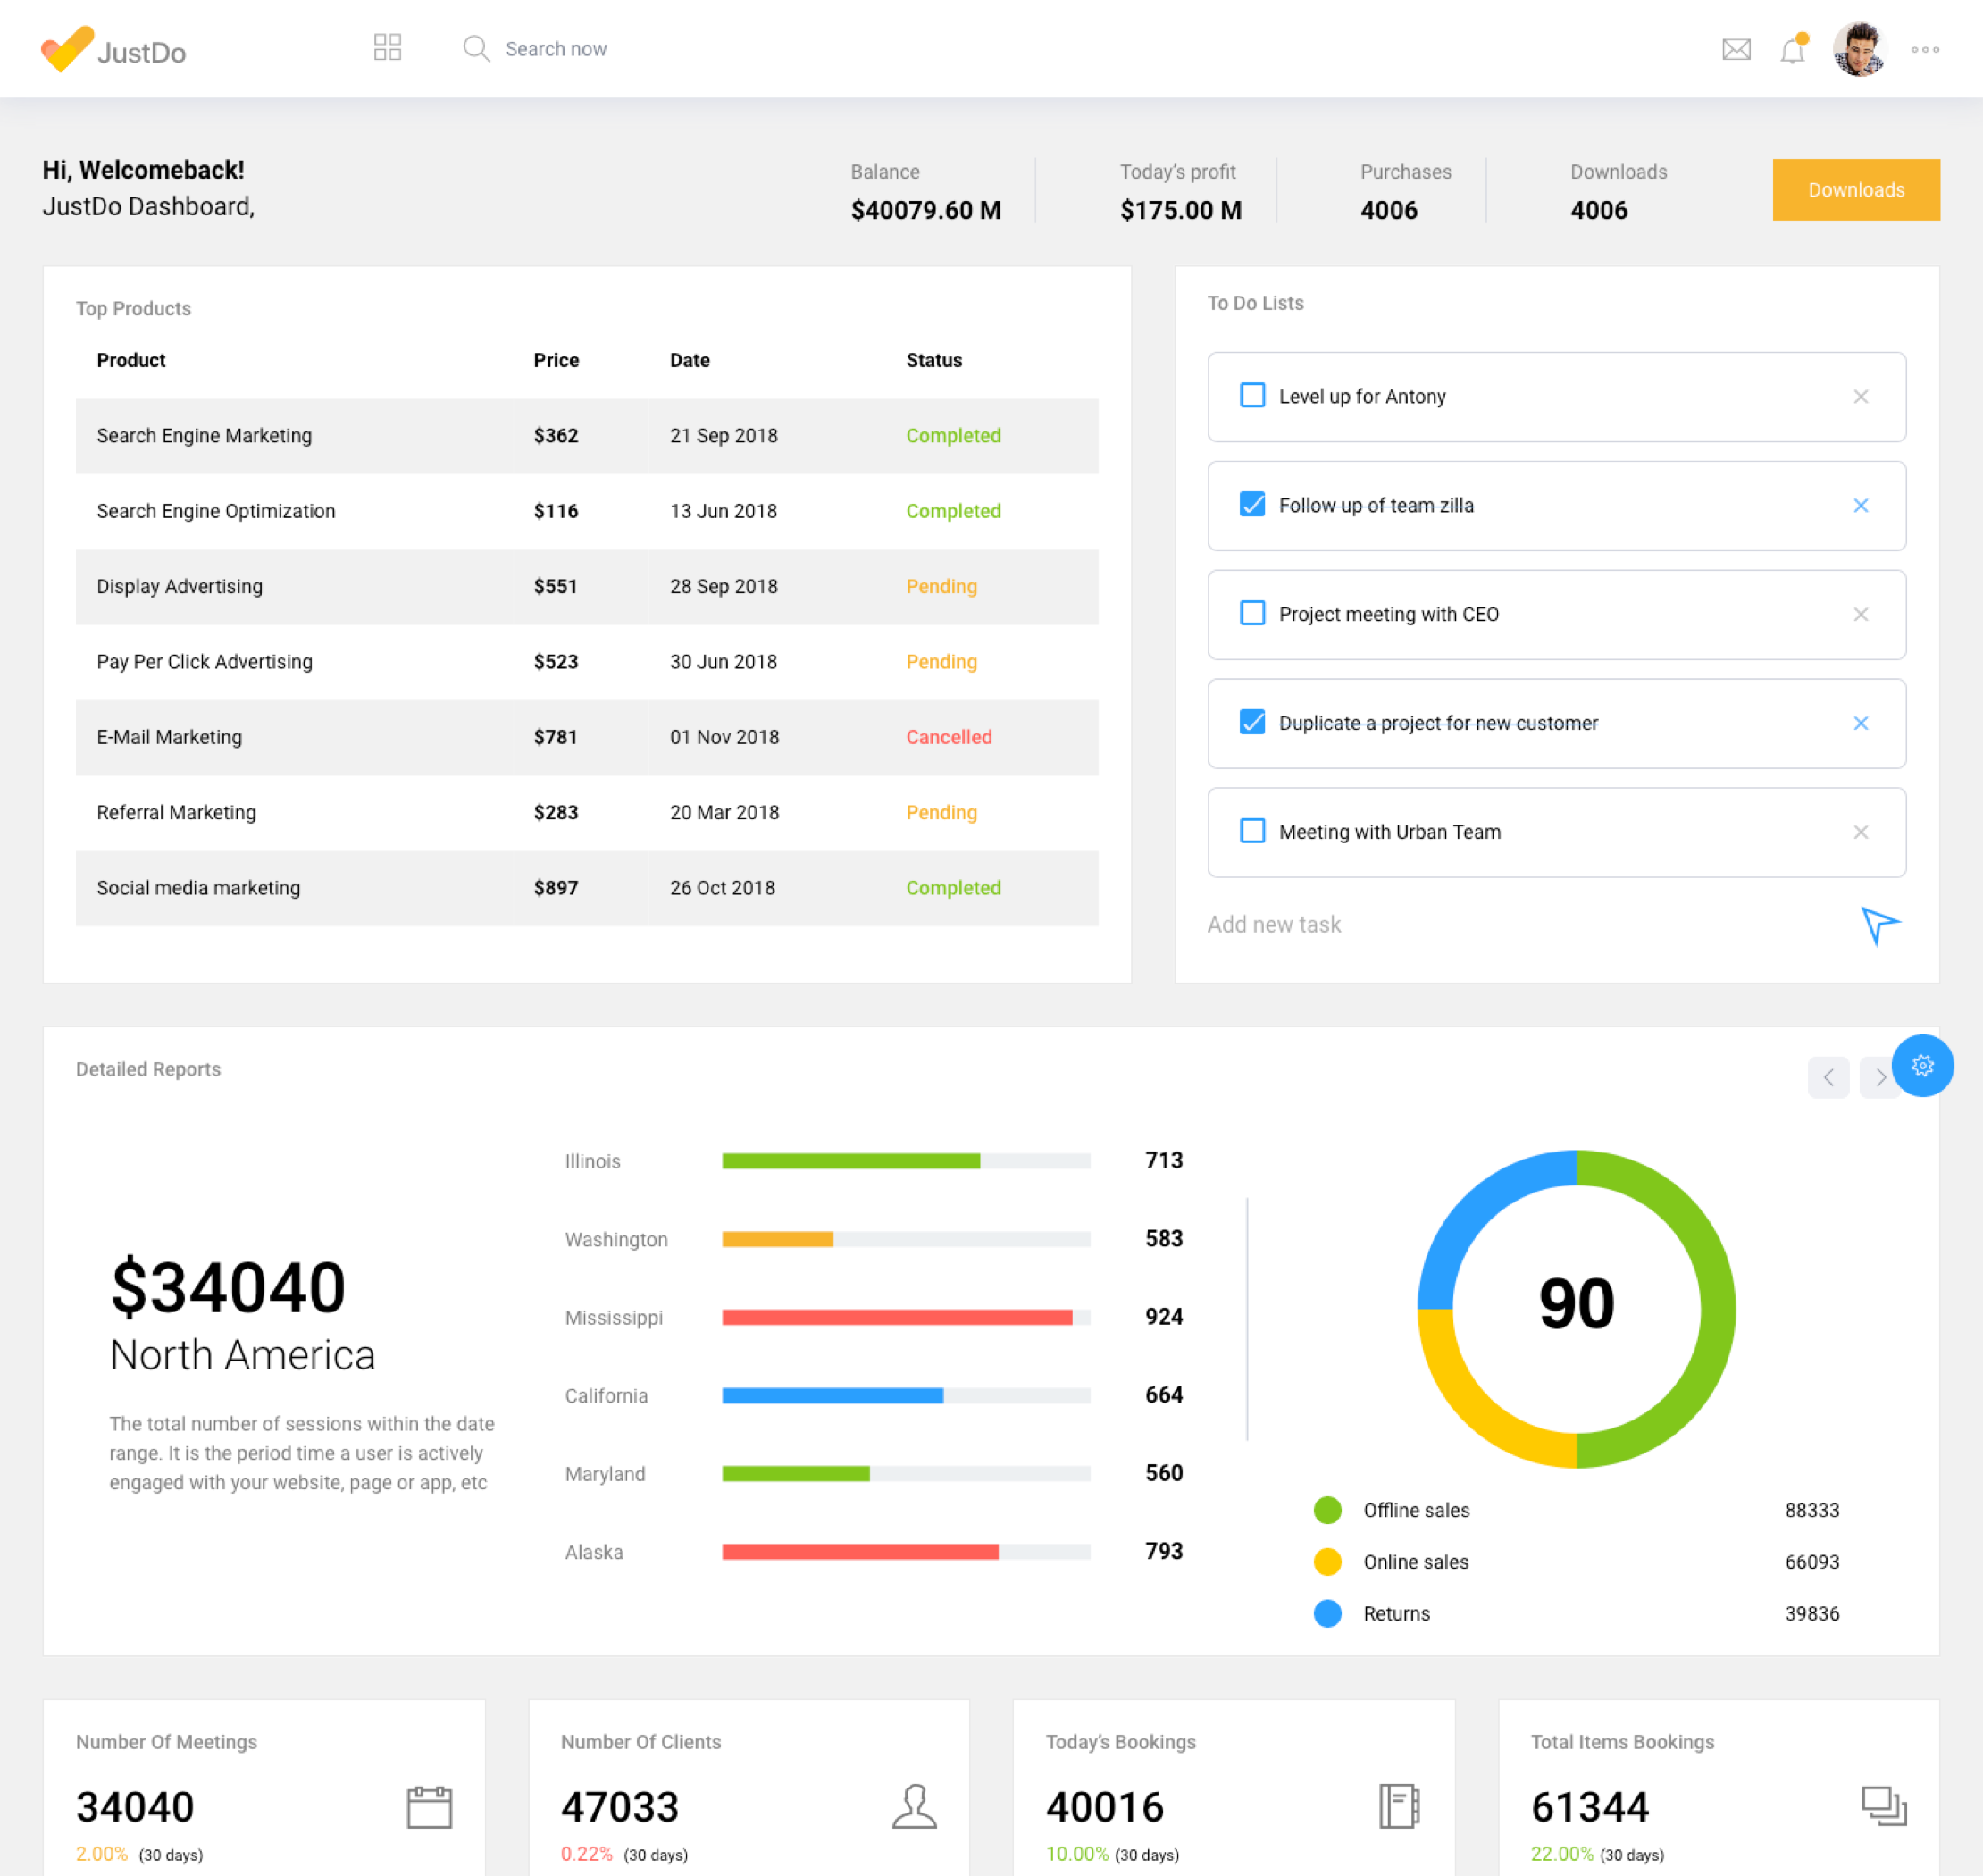 JustDo
Search now
Hi, Welcomeback!
JustDo Dashboard,
Balance
$40079.60 M
Today's profit
$175.00 M
Purchases
4006
Downloads
4006
Downloads
Top Products
Product Price Date Status
Search Engine Marketing $362 21 Sep 2018 Completed
Search Engine Optimization $116 13 Jun 2018 Completed
Display Advertising $551 28 Sep 2018 Pending
Pay Per Click Advertising $523 30 Jun 2018 Pending
E-Mail Marketing $781 01 Nov 2018 Cancelled
Referral Marketing $283 20 Mar 2018 Pending
Social media marketing $897 26 Oct 2018 Completed
To Do Lists
Level up for Antony
Follow up of team zilla
Project meeting with CEO
Duplicate a project for new customer
Meeting with Urban Team
Add new task
Detailed Reports
$34040
North America
The total number of sessions within the date
range. It is the period time a user is actively
engaged with your website, page or app, etc
Illinois 713
Washington 583
Mississippi 924
California 664
Maryland 560
Alaska 793
90
Offline sales 88333
Online sales 66093
Returns 39836
Number Of Meetings
34040
2.00% (30 days)
Number Of Clients
47033
0.22% (30 days)
Today's Bookings
40016
10.00% (30 days)
Total Items Bookings
61344
22.00% (30 days)